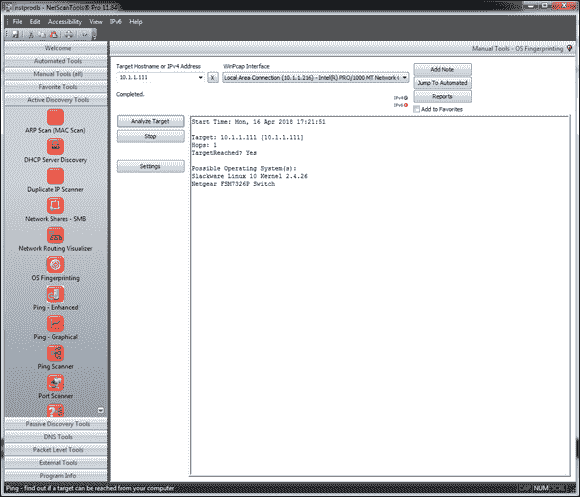 nstprodb - NetScanTools® Pro 11.84
File Edit Accessibility View IPv6 Help
Welcome
Automated Tools
Manual Tools (all)
Favorite Tools
Active Discovery Tools
ARP Scan (MAC Scan)
DHCP Server Discovery
Duplicate IP Scanner
Network Shares - SMB
Network Routing Visualizer
OS Fingerprinting
Ping - Enhanced
Ping - Graphical
Ping Scanner
Port Scanner
Passive Discovery Tools
DNS Tools
Packet Level Tools
External Tools
Program Info
Manual Tools - OS Fingerprinting
Target Hostname or IPv4 Address
10.1.1.111
X
WinPcap Interface
Local Area Connection (10.1.1.216) - Intel(R) PRO/1000 MT Network
Completed.
IPv4
IPv6
Add Note
Jump To Automated
Reports
Add to Favorites
Analyze Target
Stop
Settings
Start Time: Mon, 16 Apr 2018 17:21:51
Target: 10.1.1.111 [10.1.1.111]
Hops: 1
TargetReached? Yes
Possible Operating System(s):
Slackware Linux 10 Kernel 2.4.26
Netgear FSM7326P Switch
Ping - find out if a target can be reached from your computer
CAP NUM SCRL